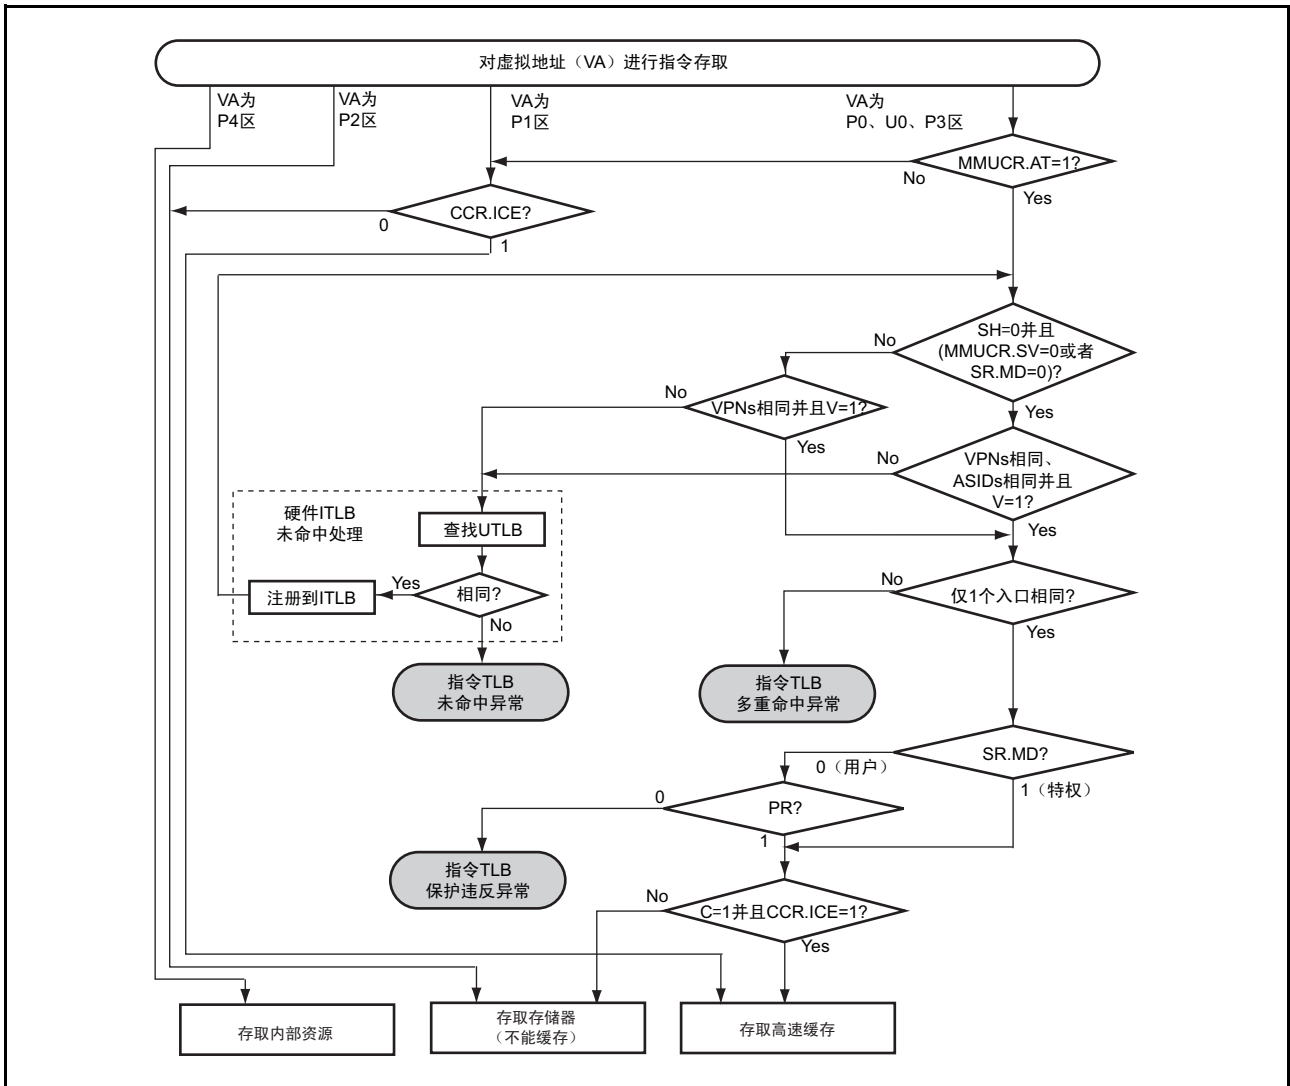 对虚拟地址（VA）进行指令存取
VA为
P4区
VA为
P2区
VA为
P1区
VA为
P0、U0、P3区
MMUCR.AT=1?
No
Yes
CCR.ICE?
0
1
SH=0并且
(MMUCR.SV=0或者
SR.MD=0)?
No
Yes
VPNs相同并且V=1?
No
Yes
VPNs相同、
ASIDs相同并且
V=1?
No
Yes
硬件ITLB
未命中处理
查找UTLB
相同?
Yes
No
注册到ITLB
仅1个入口相同?
No
Yes
指令TLB
未命中异常
指令TLB
多重命中异常
SR.MD?
0（用户）
1（特权）
PR?
0
1
指令TLB
保护违反异常
C=1并且CCR.ICE=1?
No
Yes
存取内部资源
存取存储器
（不能缓存）
存取高速缓存